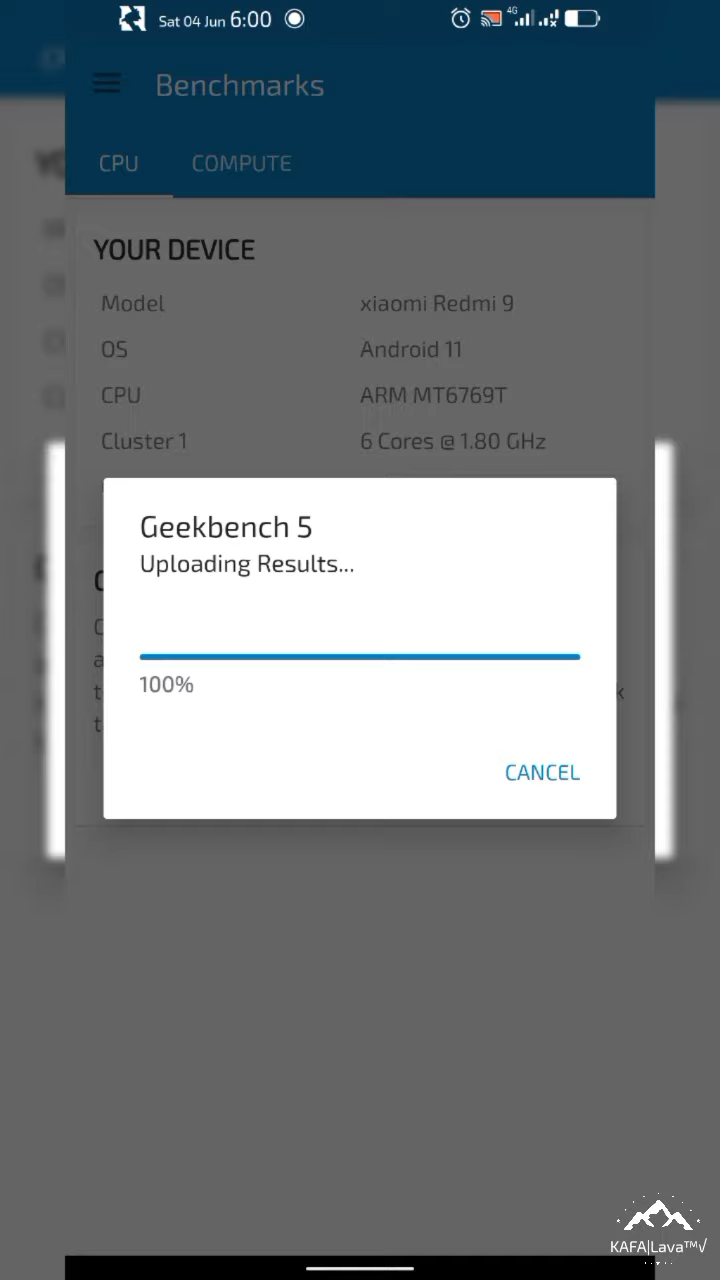 Sat 04 Jun 6:00
4G
Benchmarks
CPU COMPUTE
YOUR DEVICE
Model xiaomi Redmi 9
OS Android 11
CPU ARM MT6769T
Cluster 1 6 Cores @ 1.80 GHz
Geekbench 5
Uploading Results...
100%
CANCEL
KAFA|Lava™√